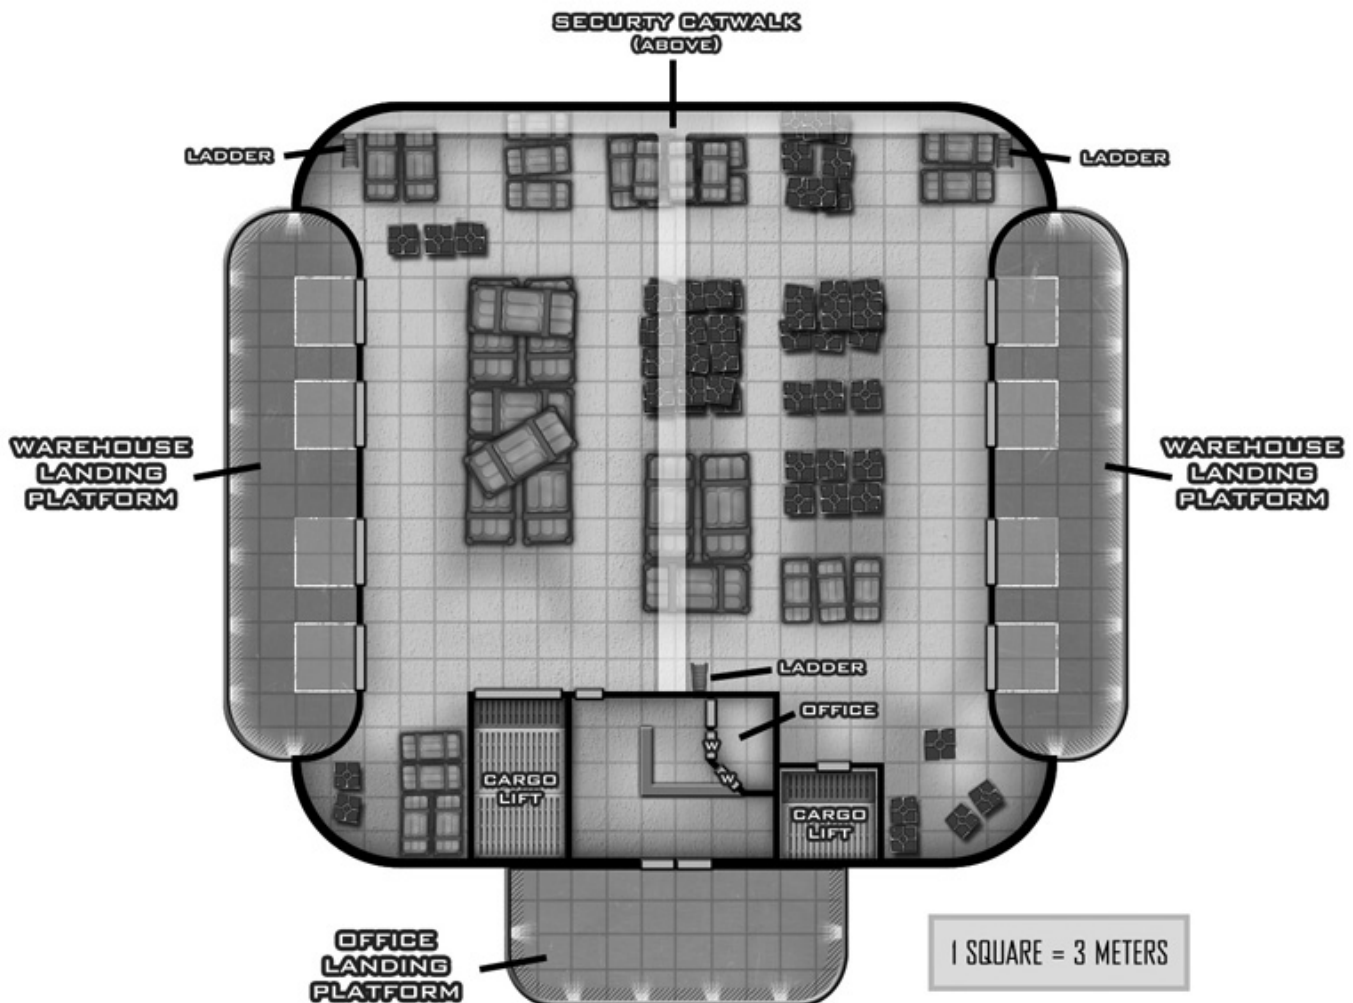 SECURTY CATWALK
(ABOVE)
LADDER
LADDER
WAREHOUSE
LANDING
PLATFORM
WAREHOUSE
LANDING
PLATFORM
LADDER
OFFICE
W
W
CARGO
LIFT
CARGO
LIFT
OFFICE
LANDING
PLATFORM
1 SQUARE = 3 METERS